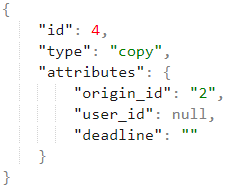 {
    "id": 4,
    "type": "copy",
    "attributes": {
        "origin_id": "2",
        "user_id": null,
        "deadline": ""
    }
}